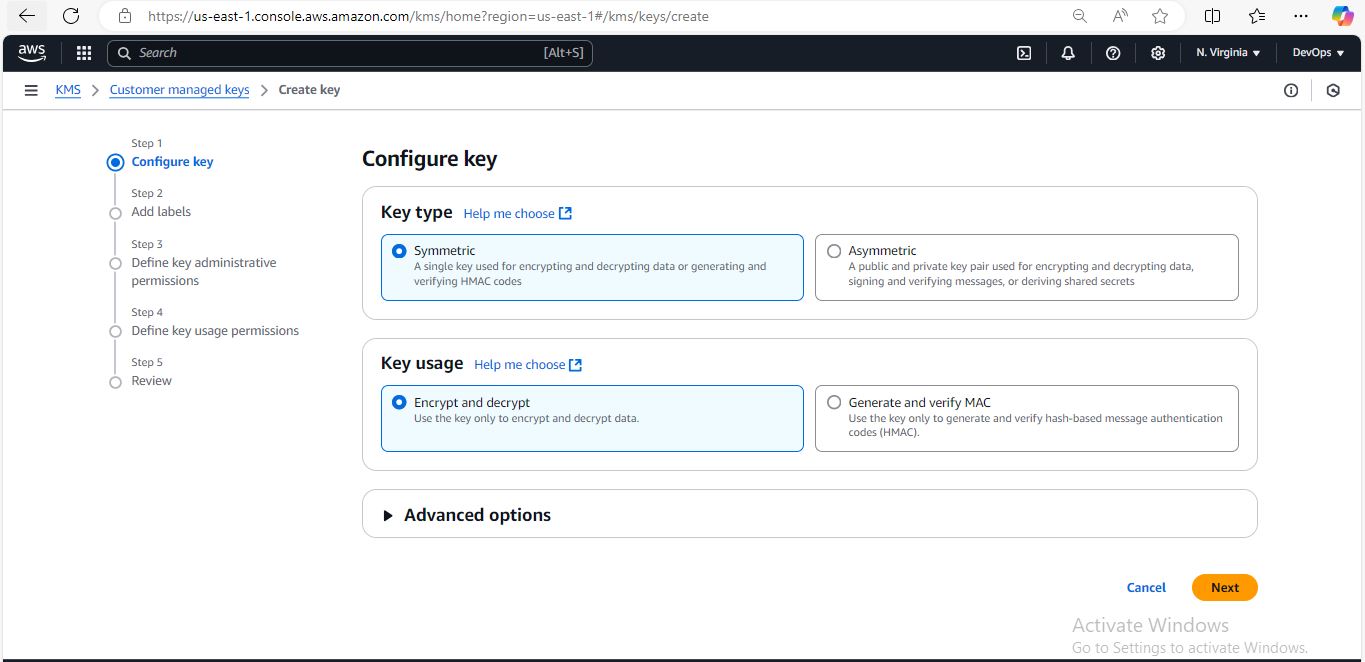 https://us-east-1.console.aws.amazon.com/kms/home?region=us-east-1#/kms/keys/create
aws
Search
[Alt+S]
N. Virginia
DevOps
KMS
Customer managed keys
Create key
Step 1
Configure key
Step 2
Add labels
Step 3
Define key administrative
permissions
Step 4
Define key usage permissions
Step 5
Review
Configure key
Key type Help me choose
Symmetric
A single key used for encrypting and decrypting data or generating and
verifying HMAC codes
Asymmetric
A public and private key pair used for encrypting and decrypting data,
signing and verifying messages, or deriving shared secrets
Key usage Help me choose
Encrypt and decrypt
Use the key only to encrypt and decrypt data.
Generate and verify MAC
Use the key only to generate and verify hash-based message authentication
codes (HMAC).
Advanced options
Cancel
Next
Activate Windows
Go to Settings to activate Windows.